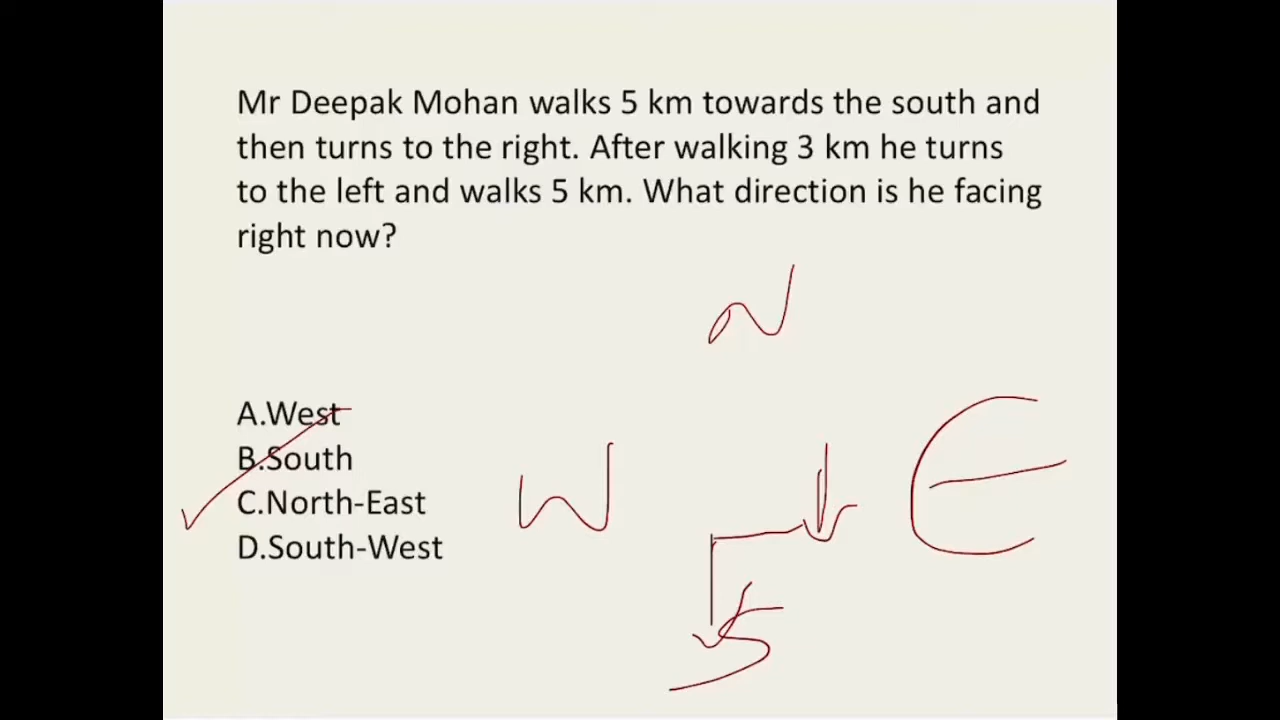 Mr Deepak Mohan walks 5 km towards the south and
then turns to the right. After walking 3 km he turns
to the left and walks 5 km. What direction is he facing
right now?
N
A.West
B.South
C.North-East
D.South-West
W
E
S